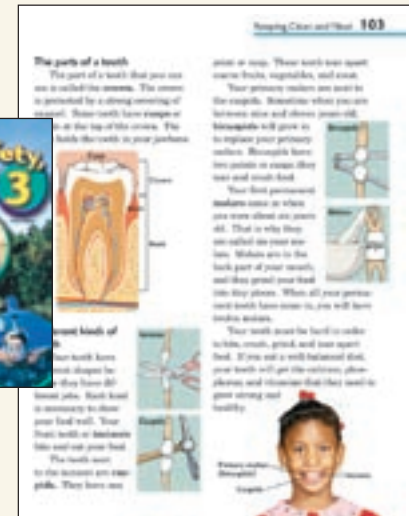 Keeping Clean and Neat 103
The parts of a tooth
The part of a tooth that you can
see is called the crown. The crown
is protected by a strong covering of
enamel. Some teeth have cusps or
at the top of the crown. The
holds the teeth in your jawbone.
Crown
Root
kinds of
teeth have
shapes be-
they have dif-
ferent jobs. Each kind
is necessary to chew
your food well. Your
front teeth or incisors
bite and cut your food.
The teeth next
to the incisors are cus-
pids. They have one
Incisors
Cuspids
point or cusp. These teeth tear apart
coarse fruits, vegetables, and meat.
Your primary molars are next to
the cuspids. Sometime when you are
between nine and eleven years old,
bicuspids will grow in
to replace your primary
molars. Bicuspids have
two points or cusps; they
tear and crush food.
Your first permanent
molars came in when
you were about six years
old. That is why they
are called six-year mo-
lars. Molars are in the
back part of your mouth,
and they grind your food
into tiny pieces. When all your perma-
nent teeth have come in, you will have
twelve molars.
Your teeth must be hard in order
to bite, crush, grind, and tear apart
food. If you eat a well-balanced diet,
your teeth will get the calcium, phos-
phorus, and vitamins that they need to
grow strong and
healthy.
Bicuspids
Molars
Primary molars
(bicuspids)
Cuspids
Incisors
3